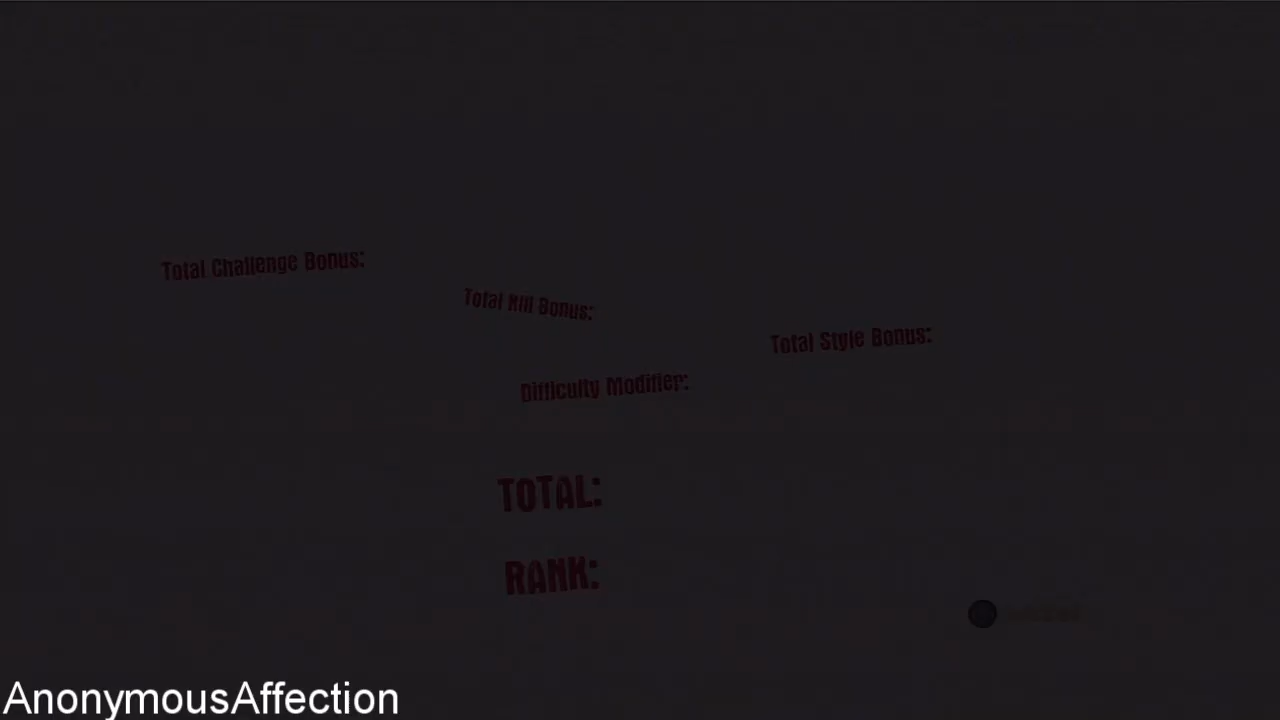 Total Challenge Bonus:
Total Kill Bonus:
Total Style Bonus:
Difficulty Modifier:
TOTAL:
RANK:
AnonymousAffection